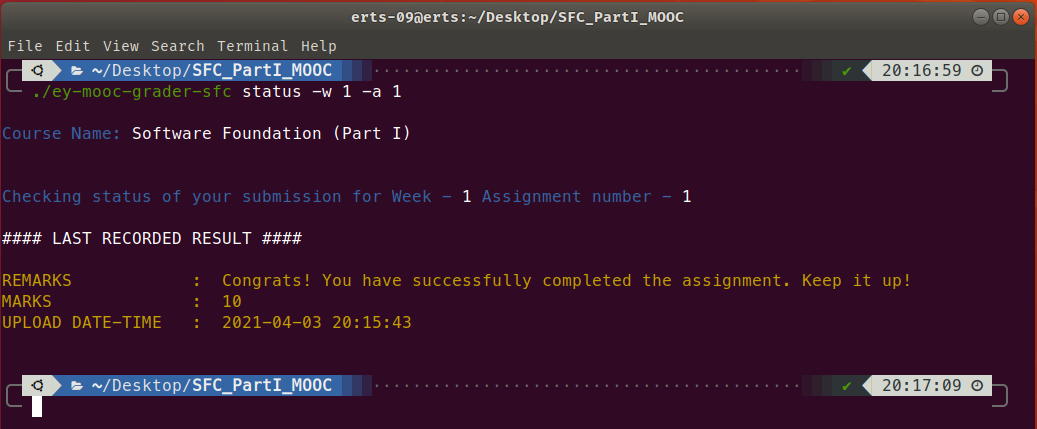 erts-09@erts:~/Desktop/SFC_PartI_MOOC
File Edit View Search Terminal Help
~/Desktop/SFC_PartI_MOOC ✔ 20:16:59
./ey-mooc-grader-sfc status -w 1 -a 1
Course Name: Software Foundation (Part I)
Checking status of your submission for Week - 1 Assignment number - 1
#### LAST RECORDED RESULT ####
REMARKS : Congrats! You have successfully completed the assignment. Keep it up!
MARKS : 10
UPLOAD DATE-TIME : 2021-04-03 20:15:43
~/Desktop/SFC_PartI_MOOC ✔ 20:17:09